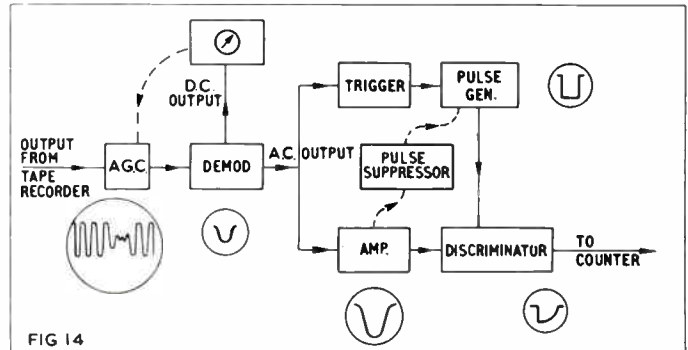 D.C.
OUTPUT
TRIGGER
PULSE
GEN.
OUTPUT
FROM
TAPE
RECORDER
A.G.C.
DEMOD
A.C. OUTPUT
PULSE
SUPPRESSOR
AMP.
DISCRIMINATOR
TO
COUNTER
FIG 14